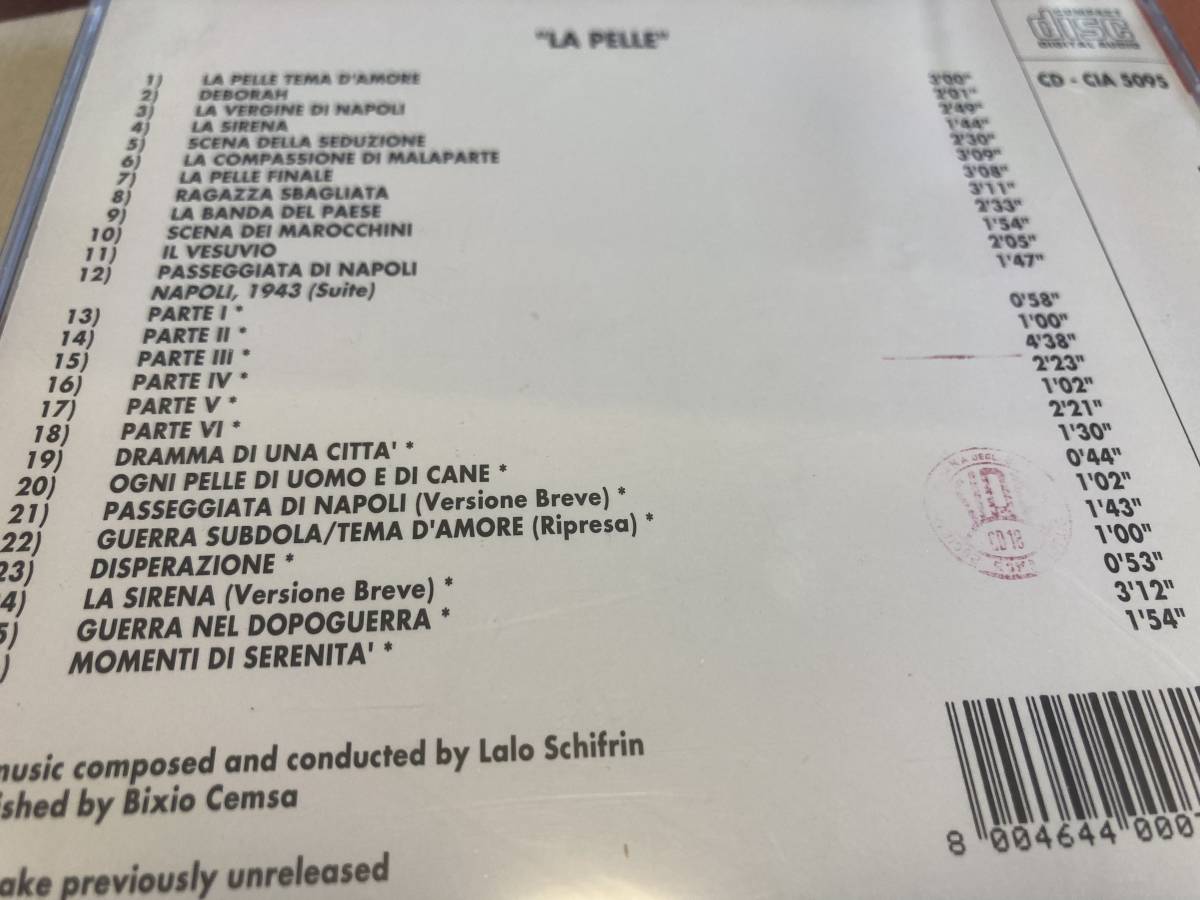 "LA PELLE"
COMPACT
disc
DIGITAL AUDIO
CD - CIA 5095
1) LA PELLE TEMA D'AMORE 3'00"
2) DEBORAH 2'01"
3) LA VERGINE DI NAPOLI 2'49"
4) LA SIRENA 1'44"
5) SCENA DELLA SEDUZIONE 2'30"
6) LA COMPASSIONE DI MALAPARTE 3'09"
7) LA PELLE FINALE 3'08"
8) RAGAZZA SBAGLIATA 3'11"
9) LA BANDA DEL PAESE 2'33"
10) SCENA DEI MAROCCHINI 1'54"
11) IL VESUVIO 2'05"
12) PASSEGGIATA DI NAPOLI 1'47"
NAPOLI, 1943 (Suite)
13) PARTE I * 0'58"
14) PARTE II * 1'00"
15) PARTE IIi * 4'38"
16) PARTE IV * 2'23"
17) PARTE V * 1'02"
18) PARTE VI * 2'21"
19) DRAMMA DI UNA CITTA' * 1'30"
20) OGNI PELLE DI UOMO E DI CANE * 0'44"
21) PASSEGGIATA DI NAPOLI (Versione Breve) * 1'02"
22) GUERRA SUBDOLA/TEMA D'AMORE (Ripresa) * 1'43"
23) DISPERAZIONE * 1'00"
4) LA SIRENA (Versione Breve) * 0'53"
5) GUERRA NEL DOPOGUERRA * 3'12"
) MOMENTI DI SERENITA' * 1'54"
CD 18
music composed and conducted by Lalo Schifrin
ished by Bixio Cemsa
ake previously unreleased
8 004644 000